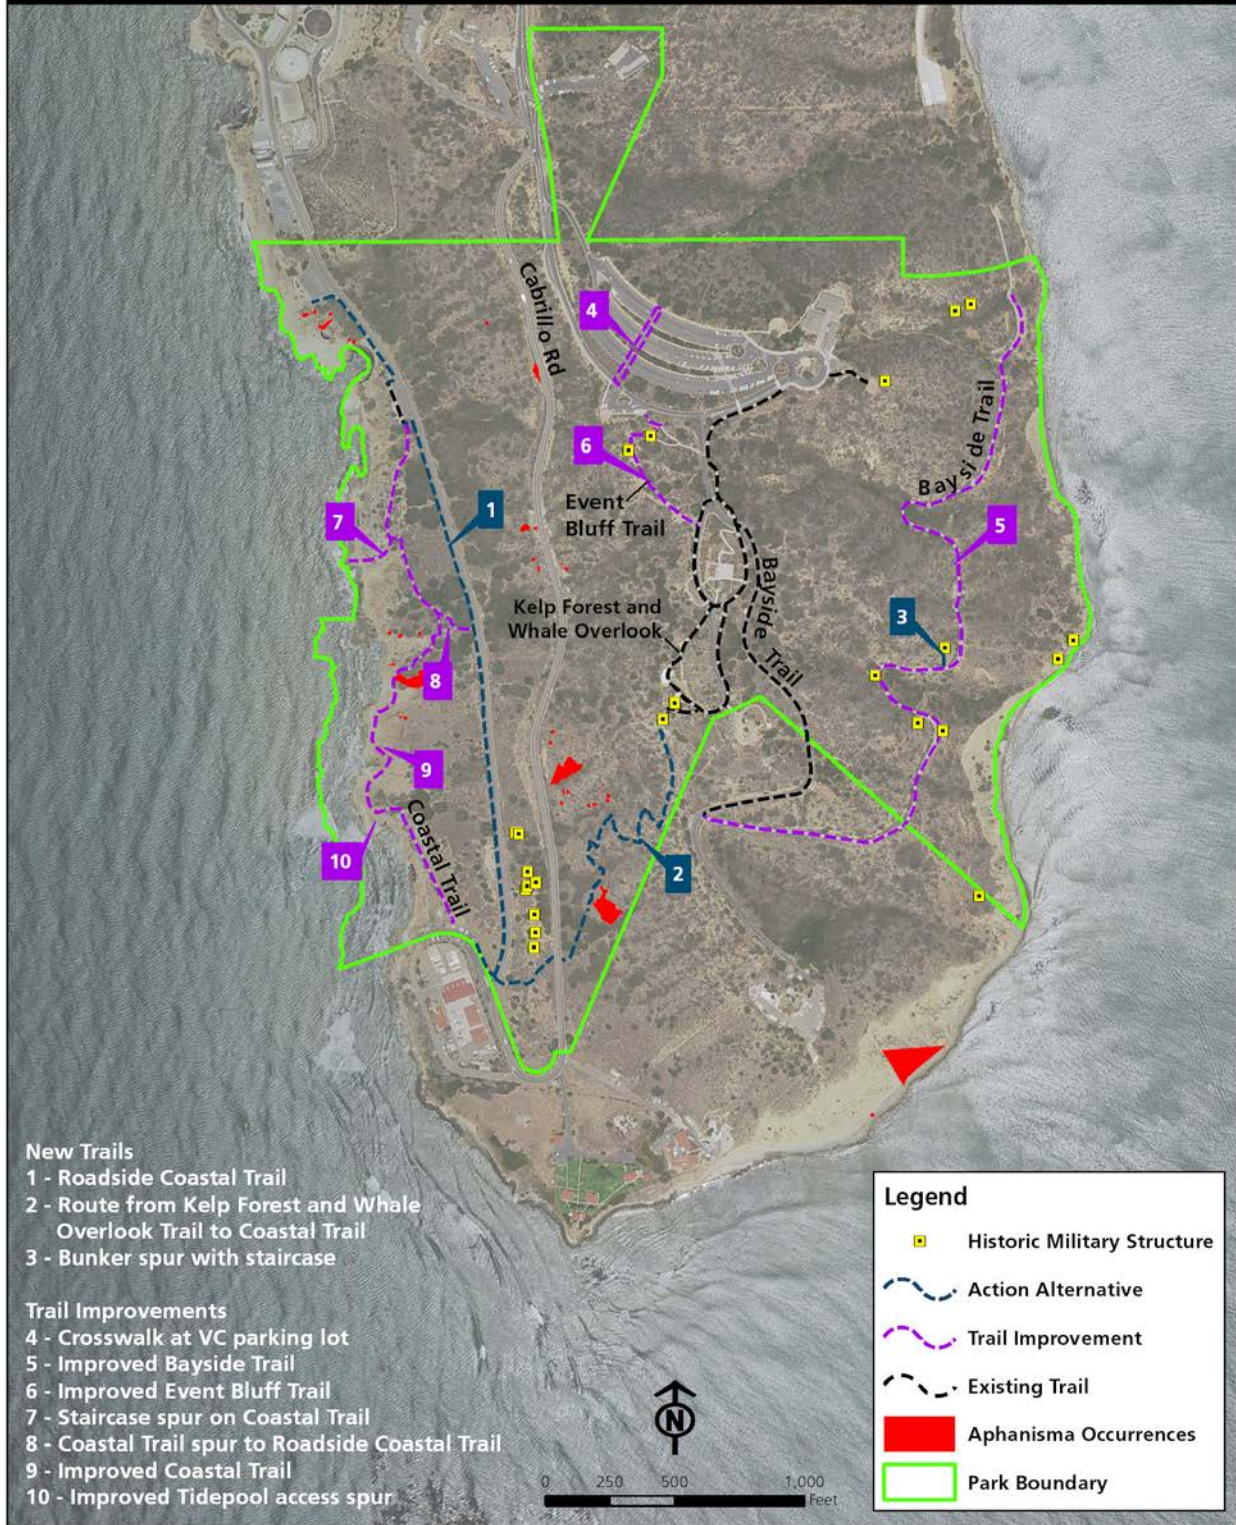 Cabrillo Rd
4
Bayside Trail
6
Event
Bluff Trail
7
1
5
Kelp Forest and
Whale Overlook
Bayside
Trail
3
8
9
Coastal Trail
10
2
New Trails
1 - Roadside Coastal Trail
2 - Route from Kelp Forest and Whale
Overlook Trail to Coastal Trail
3 - Bunker spur with staircase
Trail Improvements
4 - Crosswalk at VC parking lot
5 - Improved Bayside Trail
6 - Improved Event Bluff Trail
7 - Staircase spur on Coastal Trail
8 - Coastal Trail spur to Roadside Coastal Trail
9 - Improved Coastal Trail
10 - Improved Tidepool access spur
N
0 250 500 1,000
Feet
Legend
Historic Military Structure
Action Alternative
Trail Improvement
Existing Trail
Aphanisma Occurrences
Park Boundary